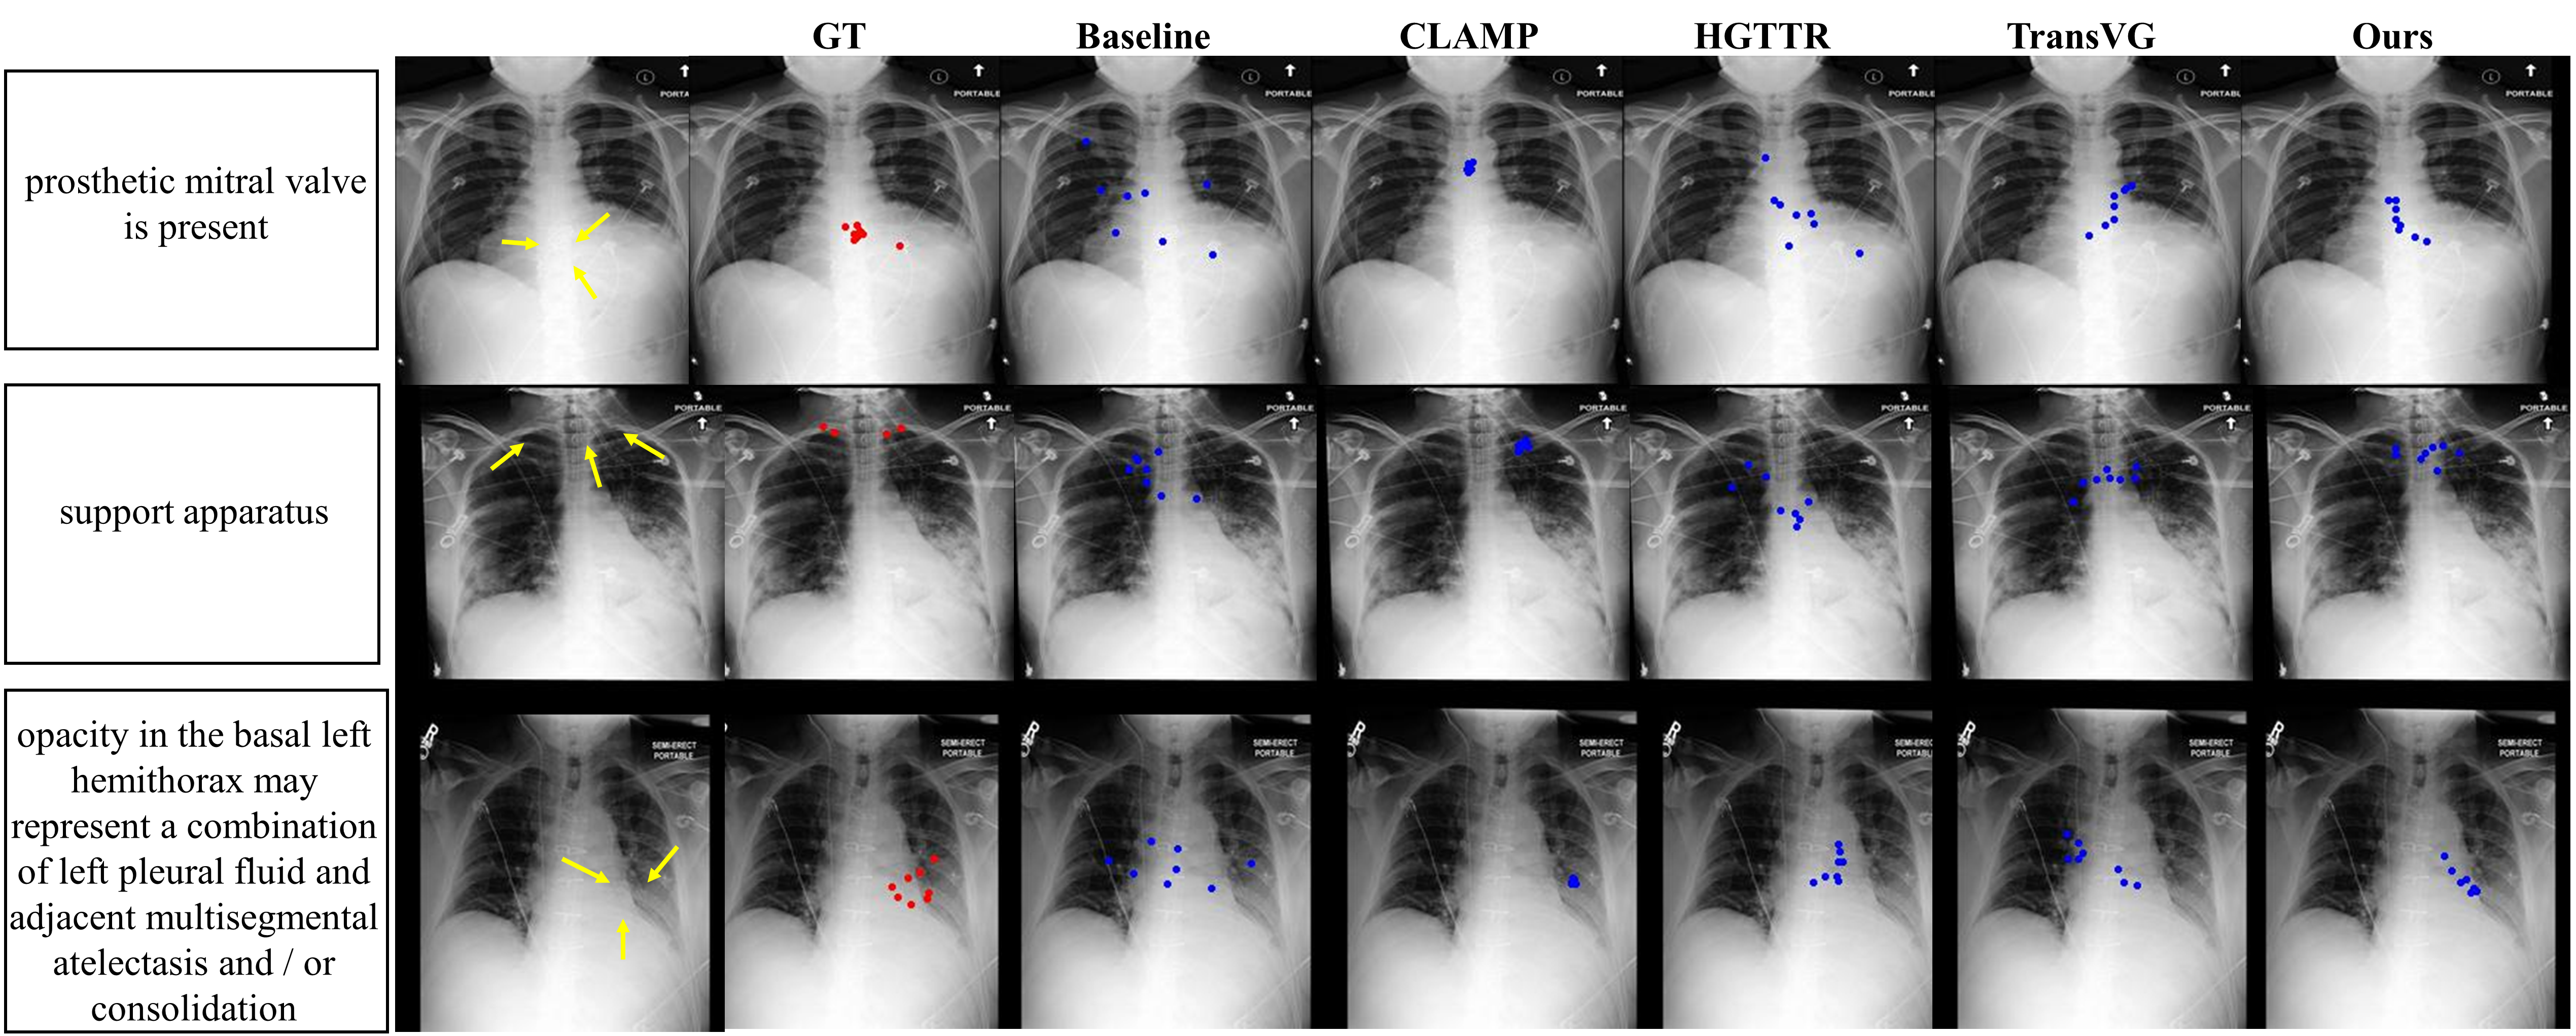 GT Baseline CLAMP HGTTR TransVG Ours
prosthetic mitral valve
is present
L PORTA L PORTABLE L PORTABLE L PORTABLE L PORTABLE L PORTABL L PORTABLE
support apparatus
PORTABLE PORTABLE PORTABLE PORTABLE PORTABLE PORTABLE PORTABLE
opacity in the basal left
hemithorax may
represent a combination
of left pleural fluid and
adjacent multisegmental
atelectasis and / or
consolidation
SEMI-ERECT SEMI-ERECT SEMI-ERECT SEMI-ERECT SEMI-EREC SEMI-ERECT SEMI-ERECT
PORTABLE PORTABLE PORTABLE PORTABLE PORTABLE PORTABLE PORTABLE